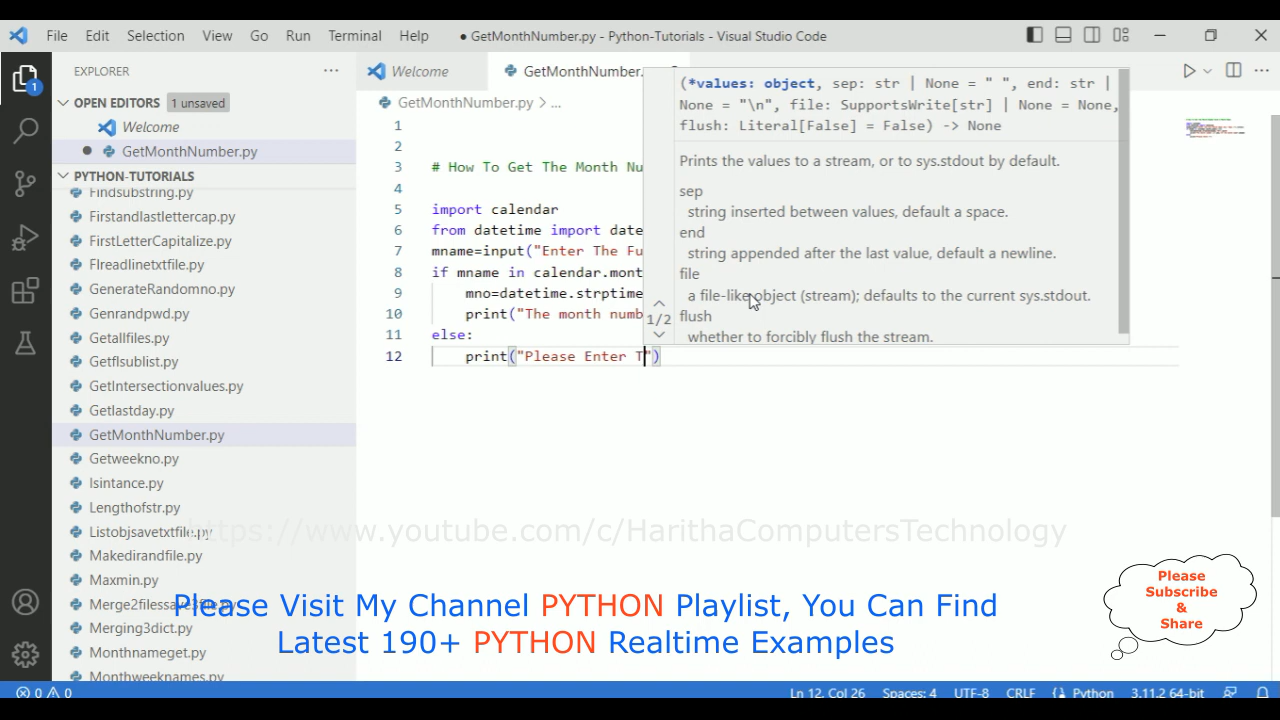 File Edit Selection View Go Run Terminal Help
● GetMonthNumber.py - Python-Tutorials - Visual Studio Code
EXPLORER
OPEN EDITORS 1 unsaved
Welcome
GetMonthNumber.py
PYTHON-TUTORIALS
Findsubstring.py
Firstandlastlettercap.py
FirstLetterCapitalize.py
Flreadlinetxtfile.py
GenerateRandomno.py
Genrandpwd.py
Getallfiles.py
Getflsublist.py
GetIntersectionvalues.py
Getlastday.py
GetMonthNumber.py
Getweekno.py
Isintance.py
Lengthofstr.py
Listobjsavetxtfile.py
Makedirandfile.py
Maxmin.py
Merge2filessave3file.py
Merging3dict.py
Monthnameget.py
Monthweeknames.py
Welcome
GetMonthNumber.
GetMonthNumber.py > ...
1
2
3 # How To Get The Month Nu
4
5 import calendar
6 from datetime import date
7 mname=input("Enter The Fu
8 if mname in calendar.mont
9 mno=datetime.strptime
10 print("The month numb
11 else:
12 print("Please Enter T")
(*values: object, sep: str | None = " ", end: str |
None = "\n", file: SupportsWrite[str] | None = None,
flush: Literal[False] = False) -> None
Prints the values to a stream, or to sys.stdout by default.
sep
string inserted between values, default a space.
end
string appended after the last value, default a newline.
file
a file-like object (stream); defaults to the current sys.stdout.
flush
whether to forcibly flush the stream.
1/2
https://www.youtube.com/c/HarithaComputersTechnology
Please Visit My Channel PYTHON Playlist, You Can Find
Latest 190+ PYTHON Realtime Examples
Please
Subscribe
&
Share
0 0
Ln 12, Col 26 Spaces: 4 UTF-8 CRLF Python 3.11.2 64-bit